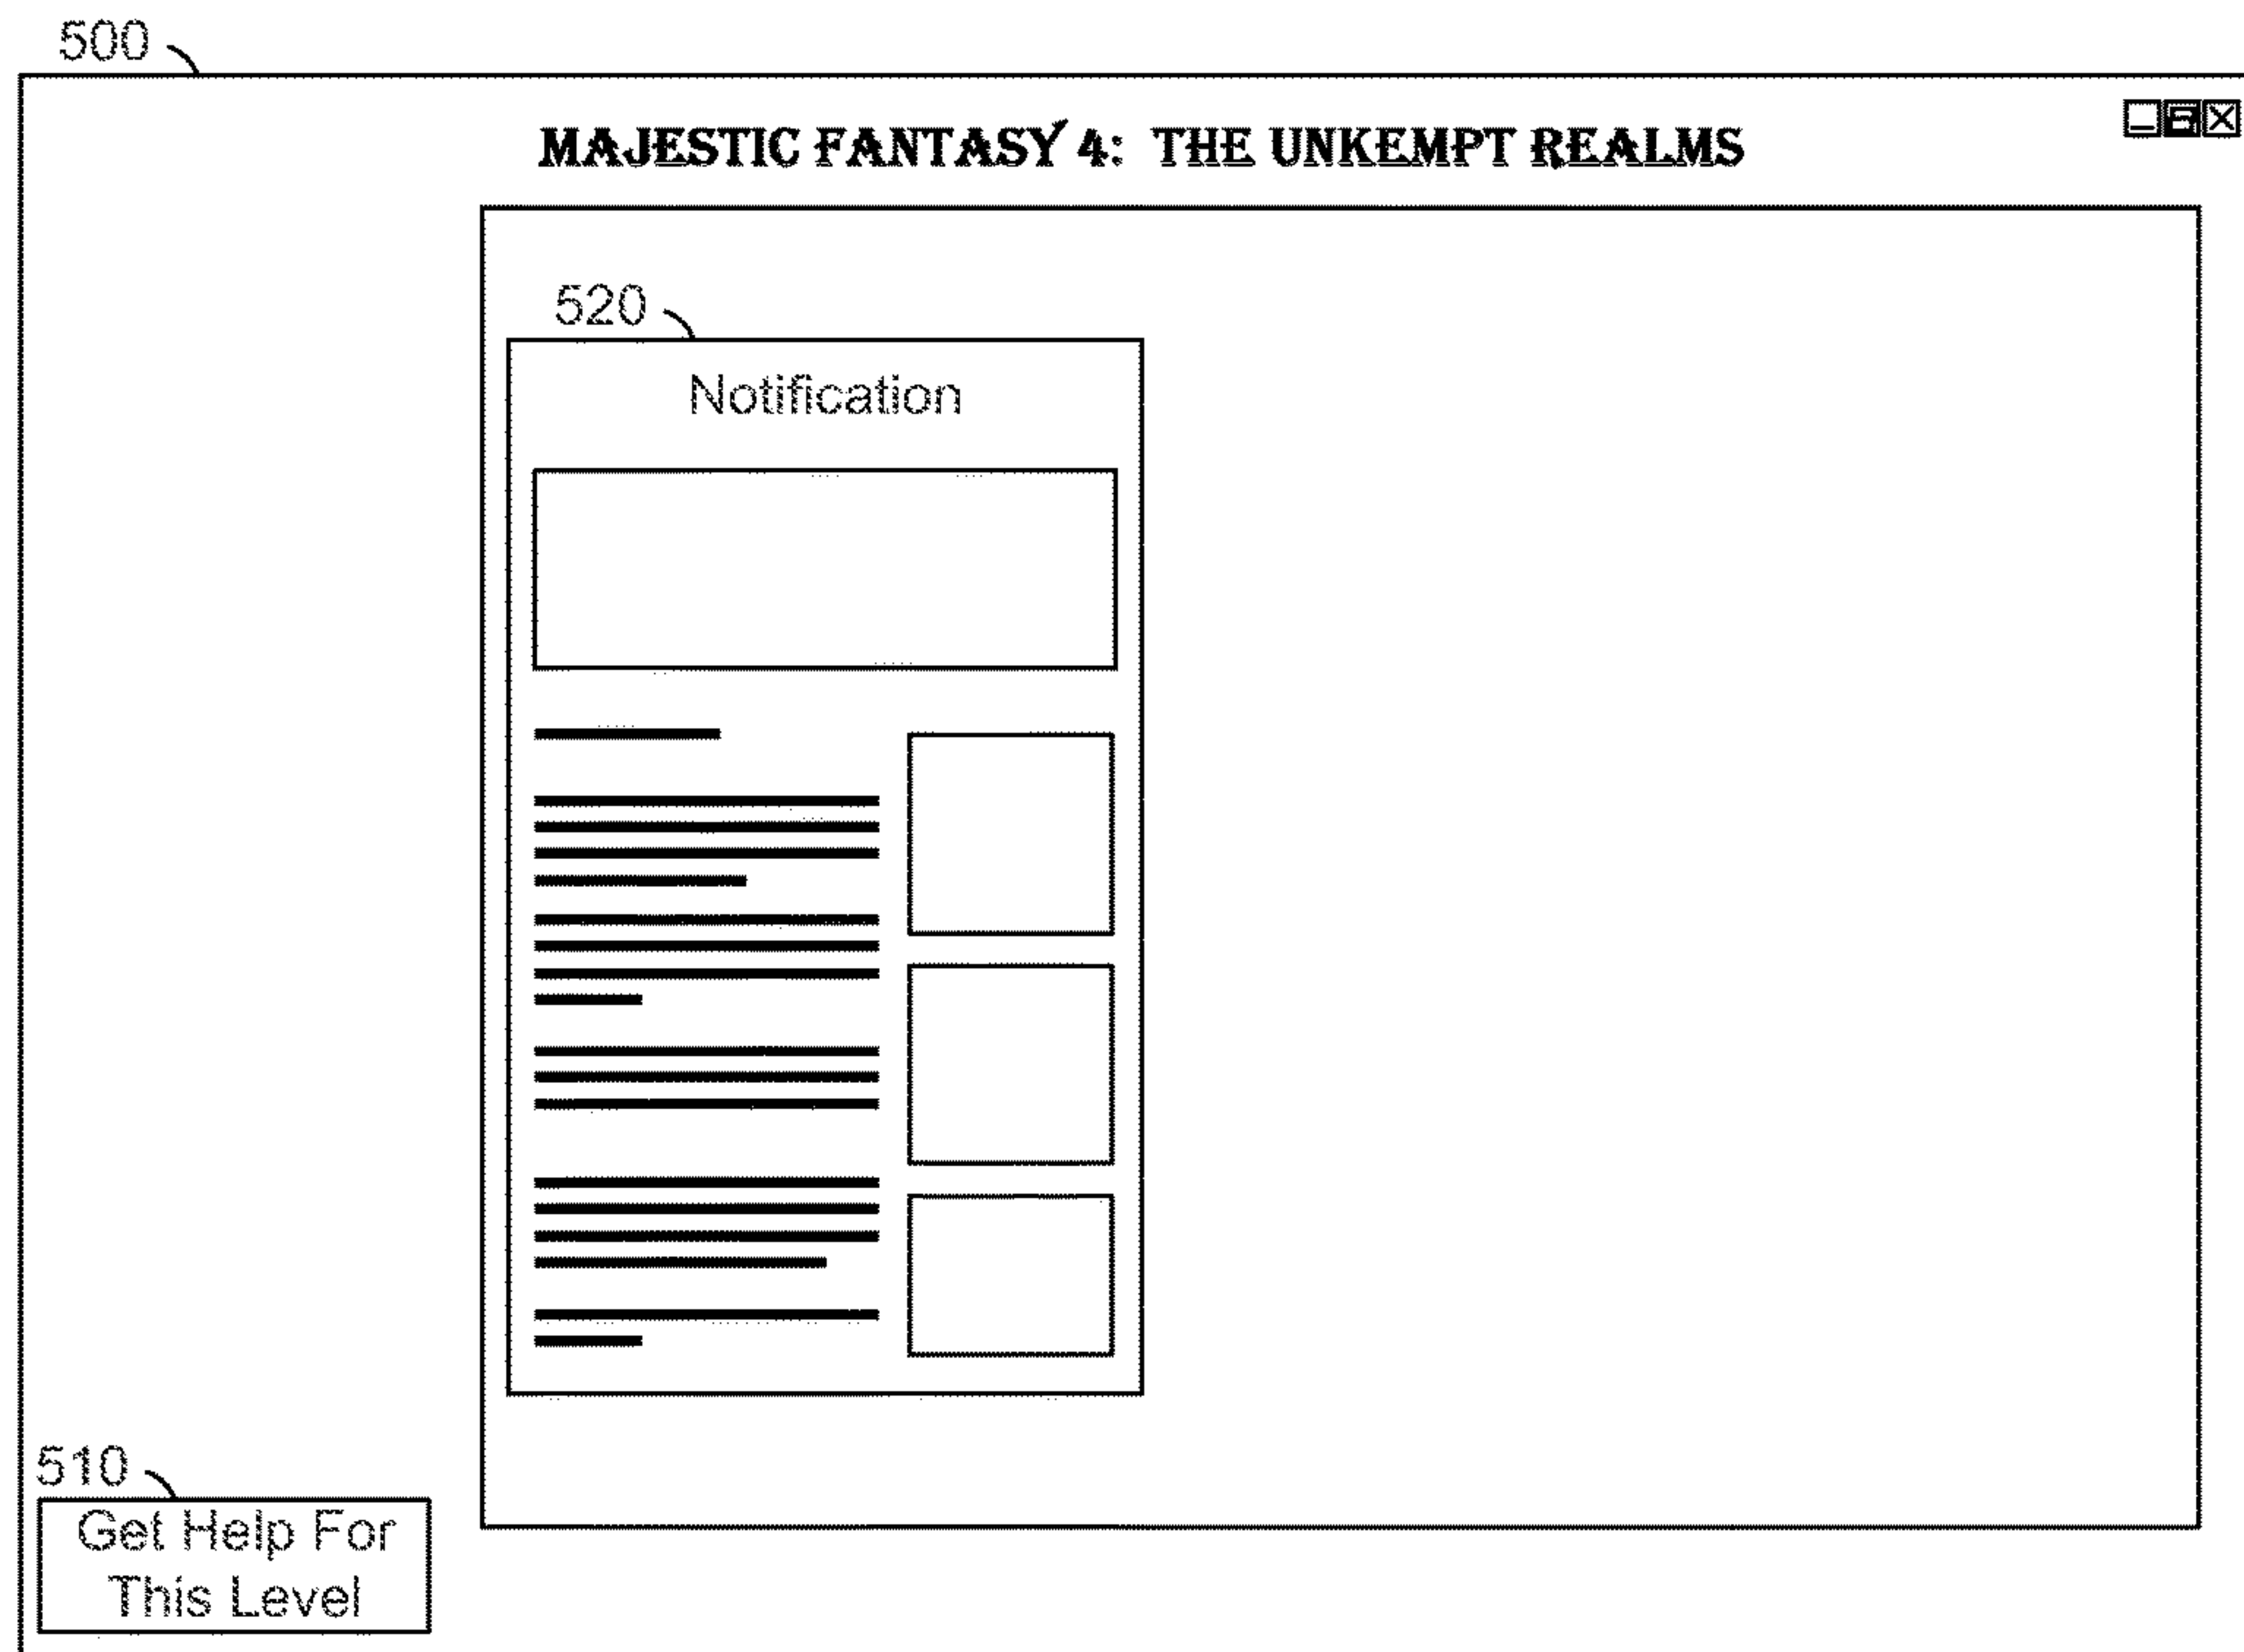 500
MAJESTIC FANTASY 4: THE UNKEMPT REALMS
520
Notification
510
Get Help For
This Level